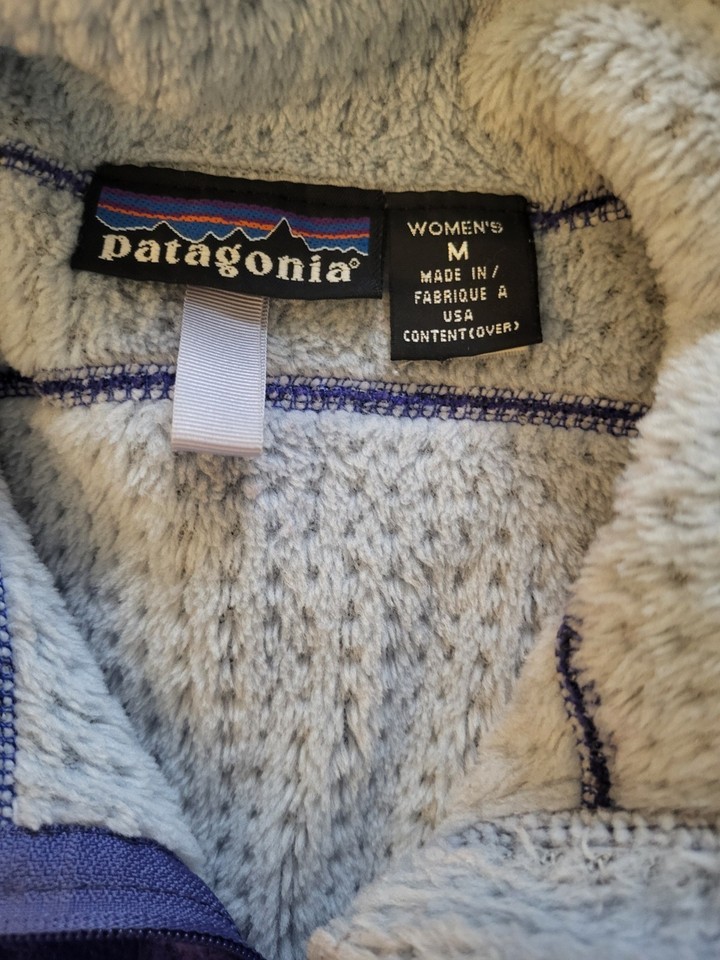 patagonia®
WOMEN'S
M
MADE IN/
FABRIQUE A
USA
CONTENT(OVER)